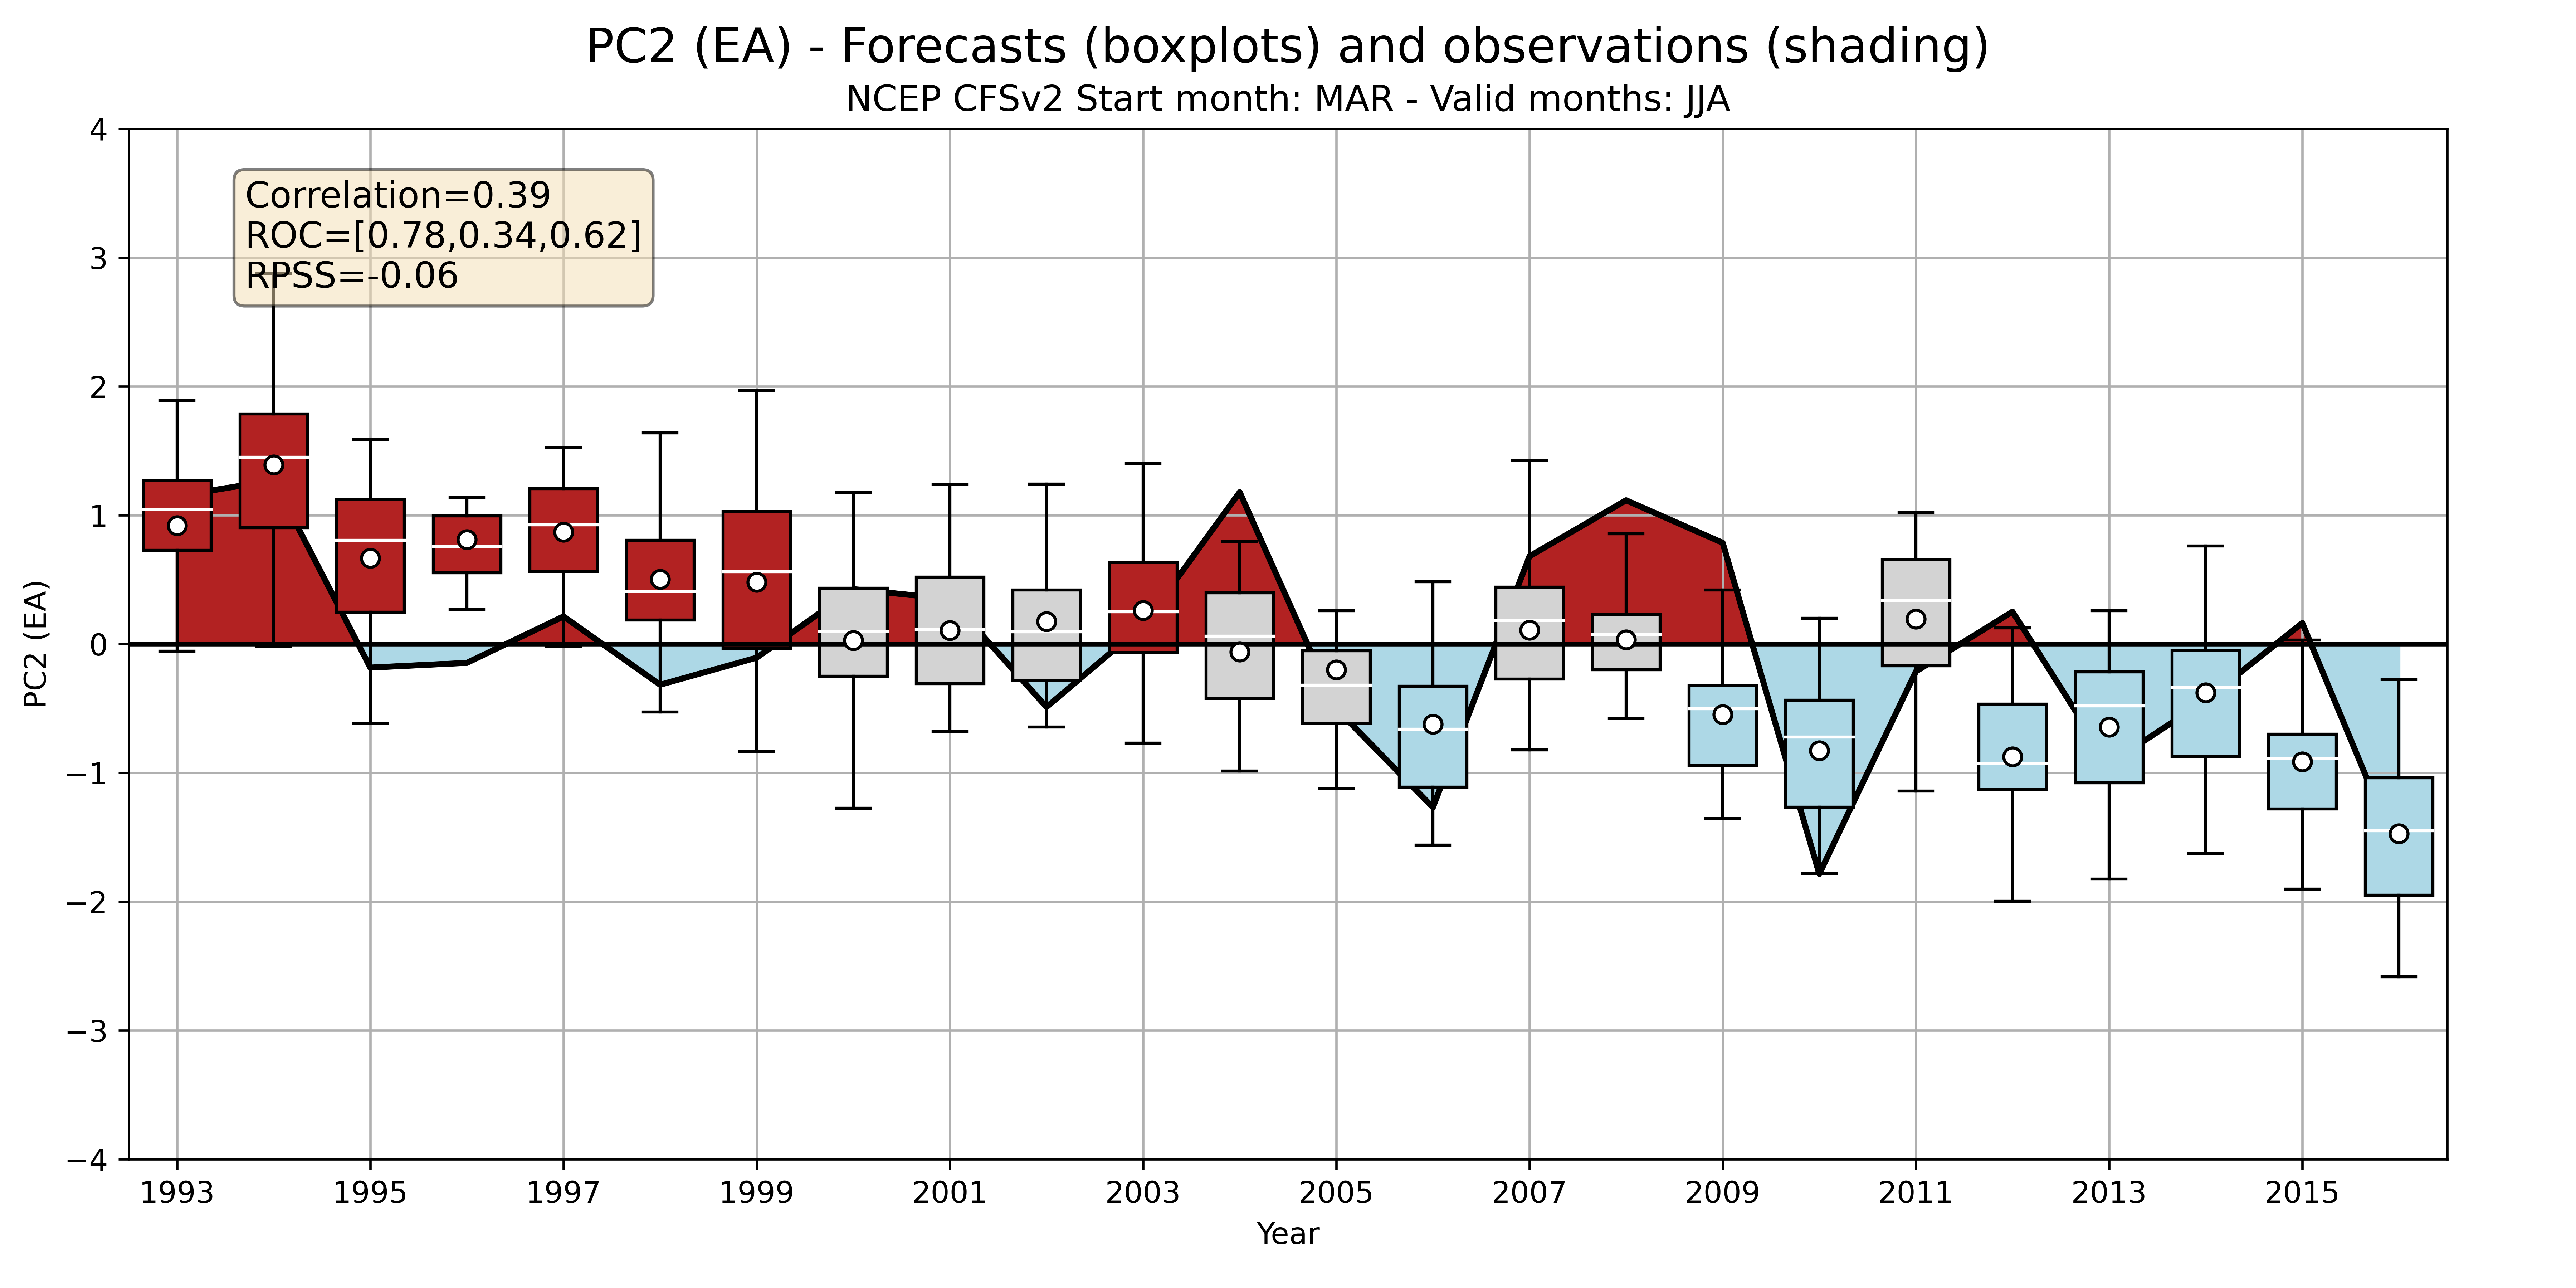 PC2 (EA) - Forecasts (boxplots) and observations (shading)
NCEP CFSv2 Start month: MAR - Valid months: JJA
Correlation=0.39
ROC=[0.78,0.34,0.62]
RPSS=-0.06
PC2 (EA)
4
3
2
1
0
−1
−2
−3
−4
1993 1995 1997 1999 2001 2003 2005 2007 2009 2011 2013 2015
Year